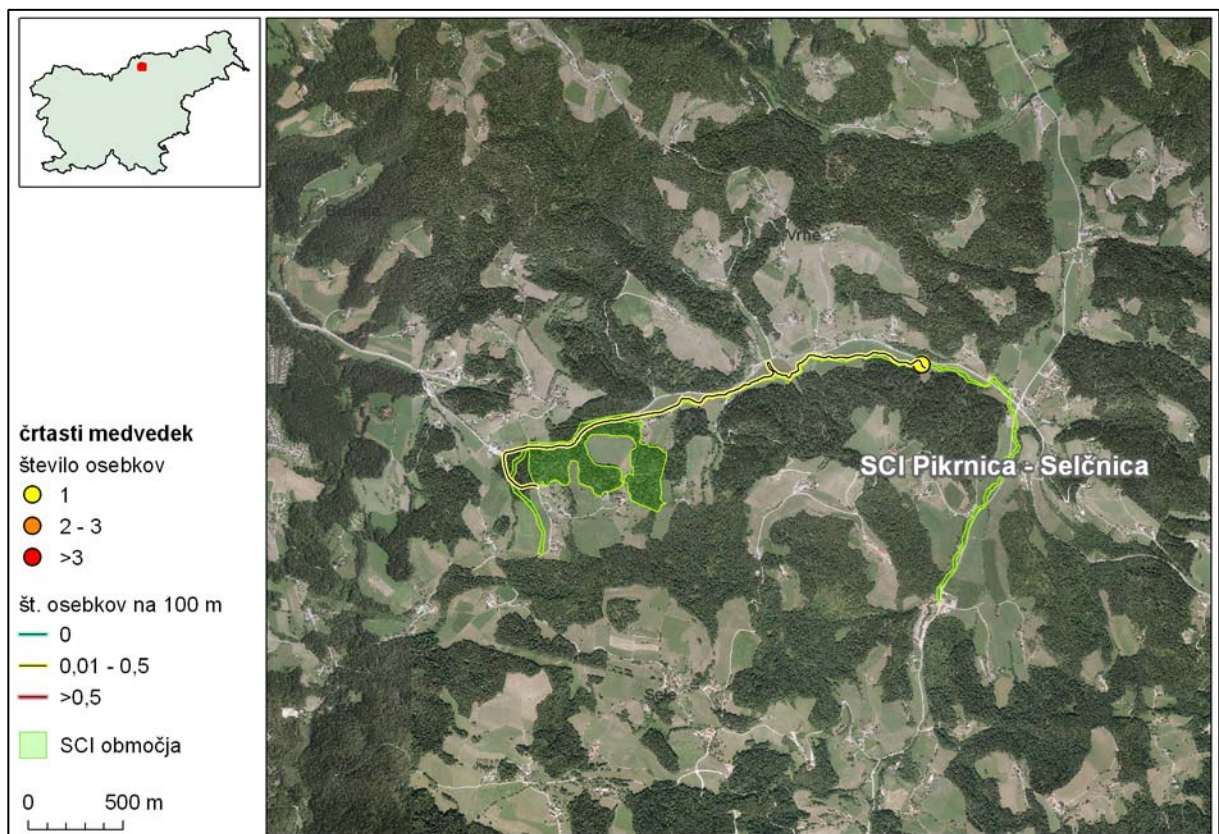 črtasti medvedek
število osebkov
1
2 - 3
>3
št. osebkov na 100 m
0
0,01 - 0,5
>0,5
SCI območja
0 500 m
Vrhe
SCI Pikrnica - Selčnica